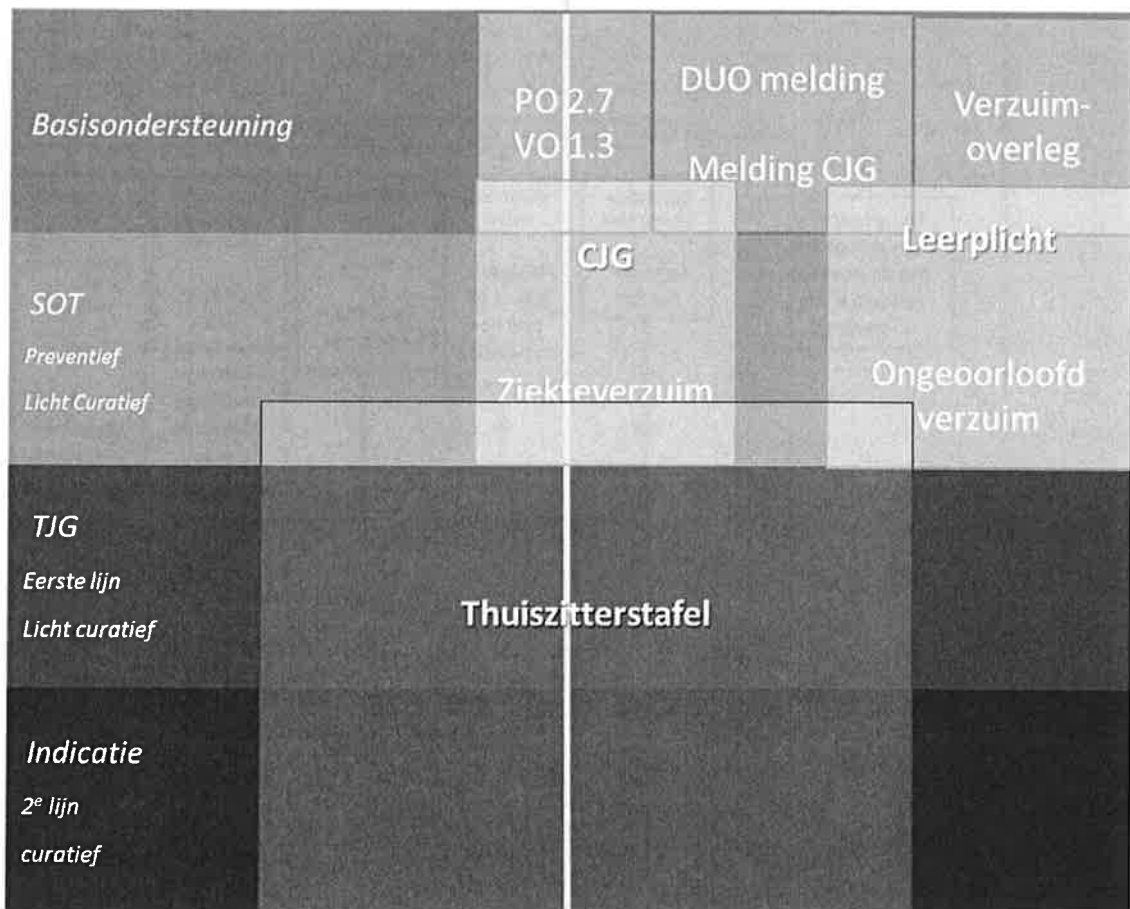 Basisondersteuning
PO 2.7
VO 1.3
DUO melding
Melding CJG
Verzuim-
overleg
SOT
Preventief
Licht Curatief
CJG
Ziekteverzuim
Leerplicht
Ongeoorloofd
verzuim
TJG
Eerste lijn
Licht curatief
Thuiszitterstafel
Indicatie
2e lijn
curatief